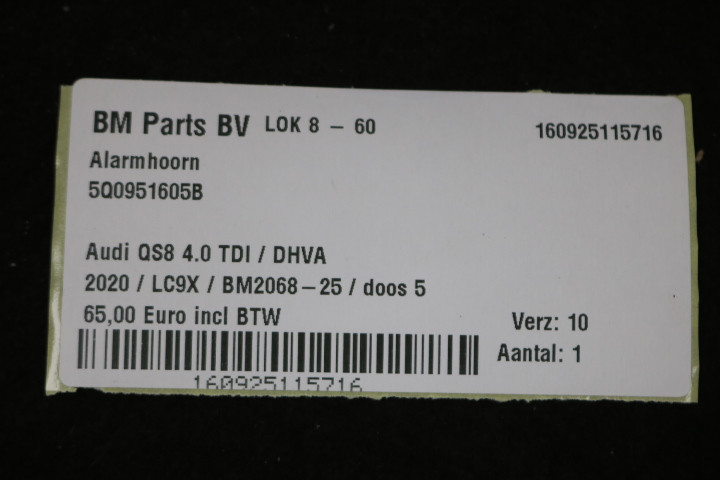 BM Parts BV LOK 8 - 60 160925115716
Alarmhoorn
5Q0951605B
Audi QS8 4.0 TDI / DHVA
2020 / LC9X / BM2068-25 / doos 5
65,00 Euro incl BTW Verz: 10
Aantal: 1
160925115716